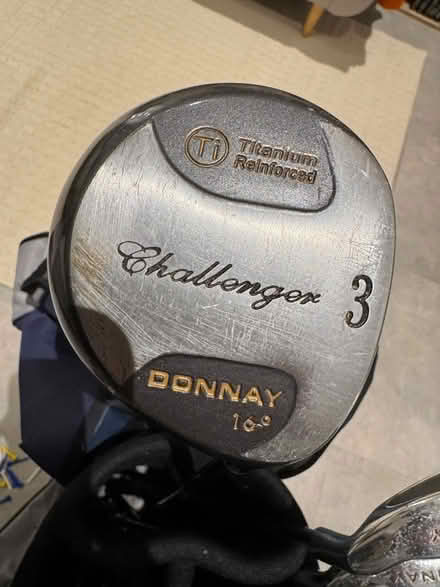 Ti Titanium
Reinforced
Challenger 3
DONNAY
16°